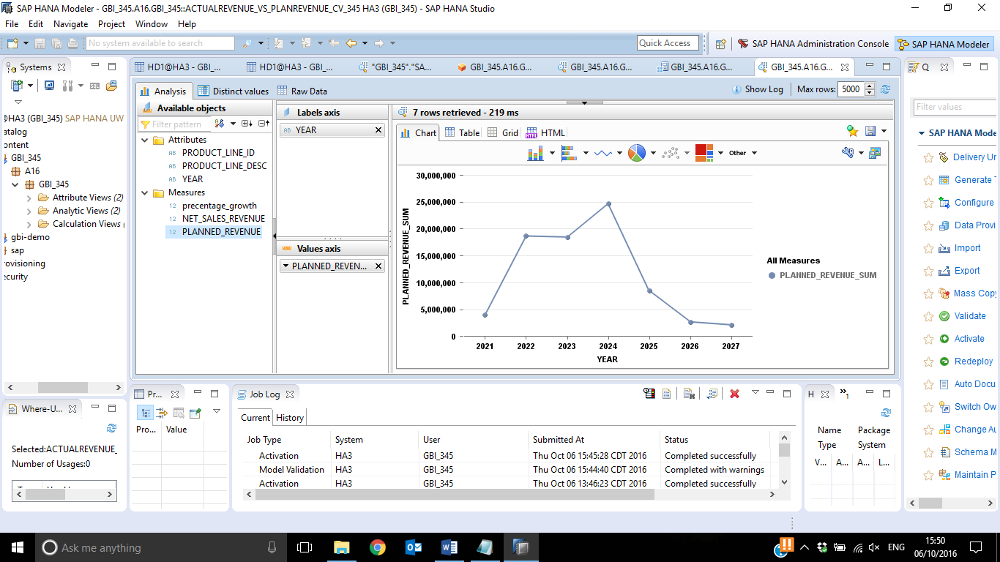 SAP HANA Modeler - GBI_345.A16.GBI_345::ACTUALREVENUE_VS_PLANREVENUE_CV_345 HA3 (GBI_345) - SAP HANA Studio
File Edit Navigate Project Window Help
No system available to search
Quick Access
SAP HANA Administration Console
SAP HANA Modeler
Systems
@HA3 (GBI_345) SAP HANA UW
atalog
ontent
GBI_345
A16
GBI_345
Attribute Views (2)
Analytic Views (2)
Calculation Views (
gbi-demo
sap
rovisioning
ecurity
HD1@HA3 - GBI_...
HD1@HA3 - GBI_...
"GBI_345"."SA...
GBI_345.A16.G...
GBI_345.A16.G...
GBI_345.A16.G...
GBI_345.A16.G...
Analysis
Distinct values
Raw Data
Show Log
Max rows: 5000
Available objects
Filter pattern
Attributes
PRODUCT_LINE_ID
PRODUCT_LINE_DESC
YEAR
Measures
precentage_growth
NET_SALES_REVENUE
PLANNED_REVENUE
Labels axis
YEAR
Values axis
PLANNED_REVEN...
7 rows retrieved - 219 ms
Chart
Table
Grid
HTML
Other
30,000,000
25,000,000
20,000,000
15,000,000
10,000,000
5,000,000
0
PLANNED_REVENUE_SUM
2021 2022 2023 2024 2025 2026 2027
YEAR
All Measures
PLANNED_REVENUE_SUM
Q
Filter values
SAP HANA Mode
Delivery Ur
Generate
Configure
Data Provi
Import
Export
Mass Copy
Validate
Activate
Redeploy
Auto Docu
Switch Ow
Change Au
Schema M
Maintain P
Where-U...
Selected:ACTUALREVENUE_
Number of Usages:0
Pr...
Pro... Value
Job Log
Current History
Job Type System User Submitted At Status
Activation HA3 GBI_345 Thu Oct 06 15:45:28 CDT 2016 Completed successfully
Model Validation HA3 GBI_345 Thu Oct 06 15:44:40 CDT 2016 Completed with warnings
Activation HA3 GBI_345 Thu Oct 06 13:46:23 CDT 2016 Completed successfully
H
1
Name Package
Type System
V... A... A... L...
Ask me anything
ENG
15:50
06/10/2016